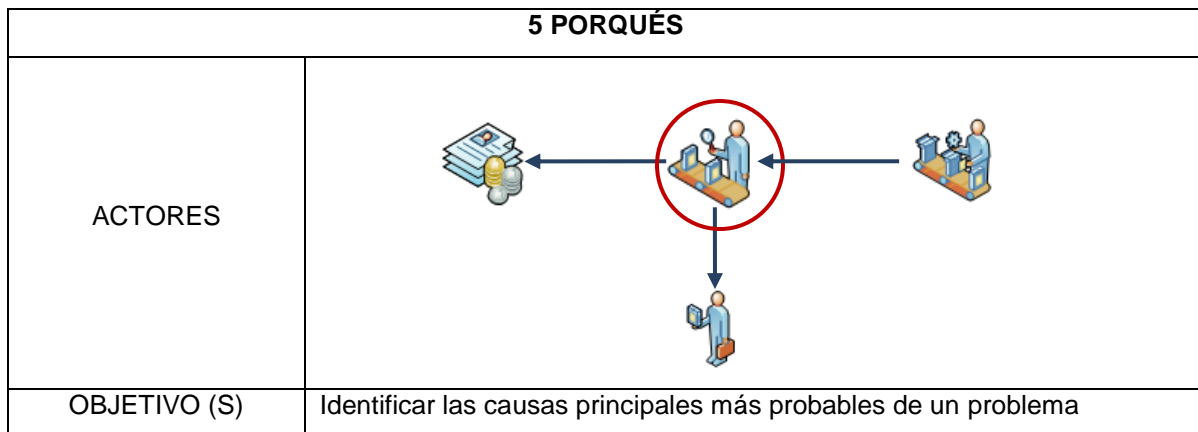 5 PORQUÉS
ACTORES
OBJETIVO (S)
Identificar las causas principales más probables de un problema